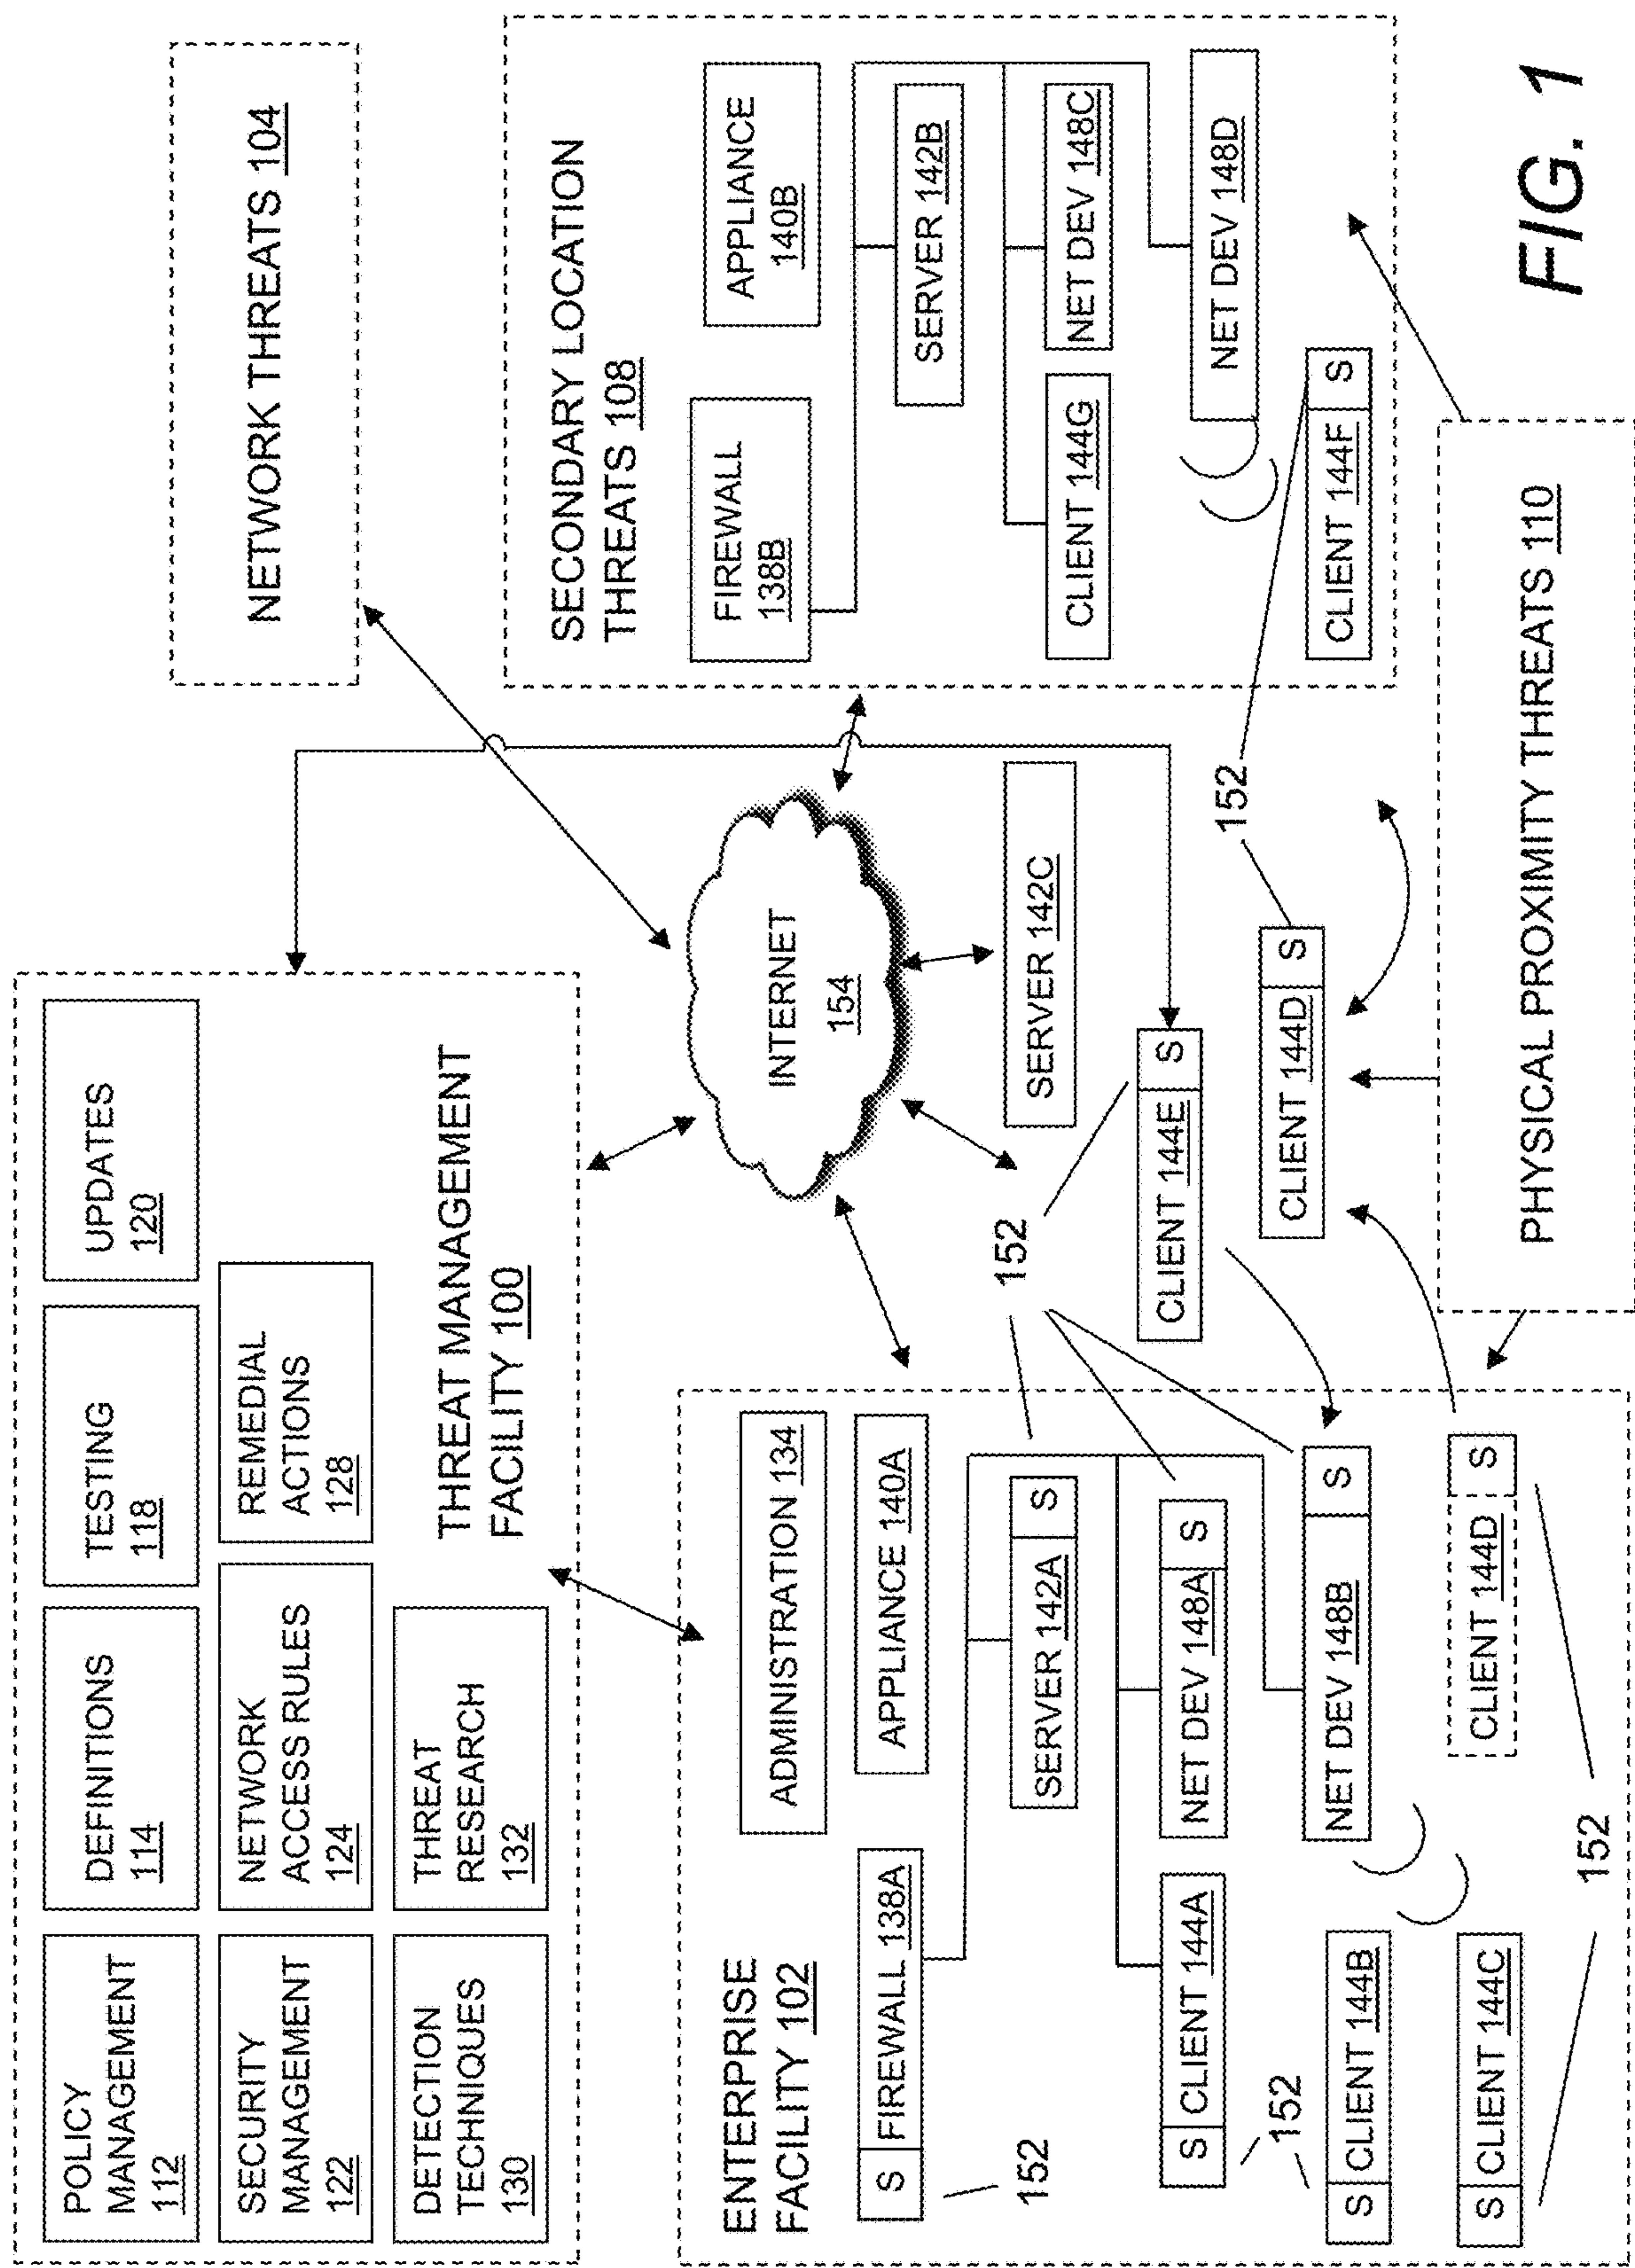 POLICY
MANAGEMENT
112
DEFINITIONS
114
TESTING
118
UPDATES
120
SECURITY
MANAGEMENT
122
NETWORK
ACCESS RULES
124
REMEDIAL
ACTIONS
128
DETECTION
TECHNIQUES
130
THREAT
RESEARCH
132
THREAT MANAGEMENT
FACILITY 100
NETWORK THREATS 104
INTERNET
154
SERVER 142C
SECONDARY LOCATION
THREATS 108
FIREWALL
138B
APPLIANCE
140B
SERVER 142B
CLIENT 144G
NET DEV 148C
NET DEV 148D
CLIENT 144F S
ENTERPRISE
FACILITY 102
ADMINISTRATION 134
S FIREWALL 138A
APPLIANCE 140A
152
SERVER 142A S
152
S CLIENT 144A
NET DEV 148A S
152
S CLIENT 144B
NET DEV 148B S
S CLIENT 144C
CLIENT 144D S
152
CLIENT 144E S
CLIENT 144D S
152
PHYSICAL PROXIMITY THREATS 110
FIG. 1